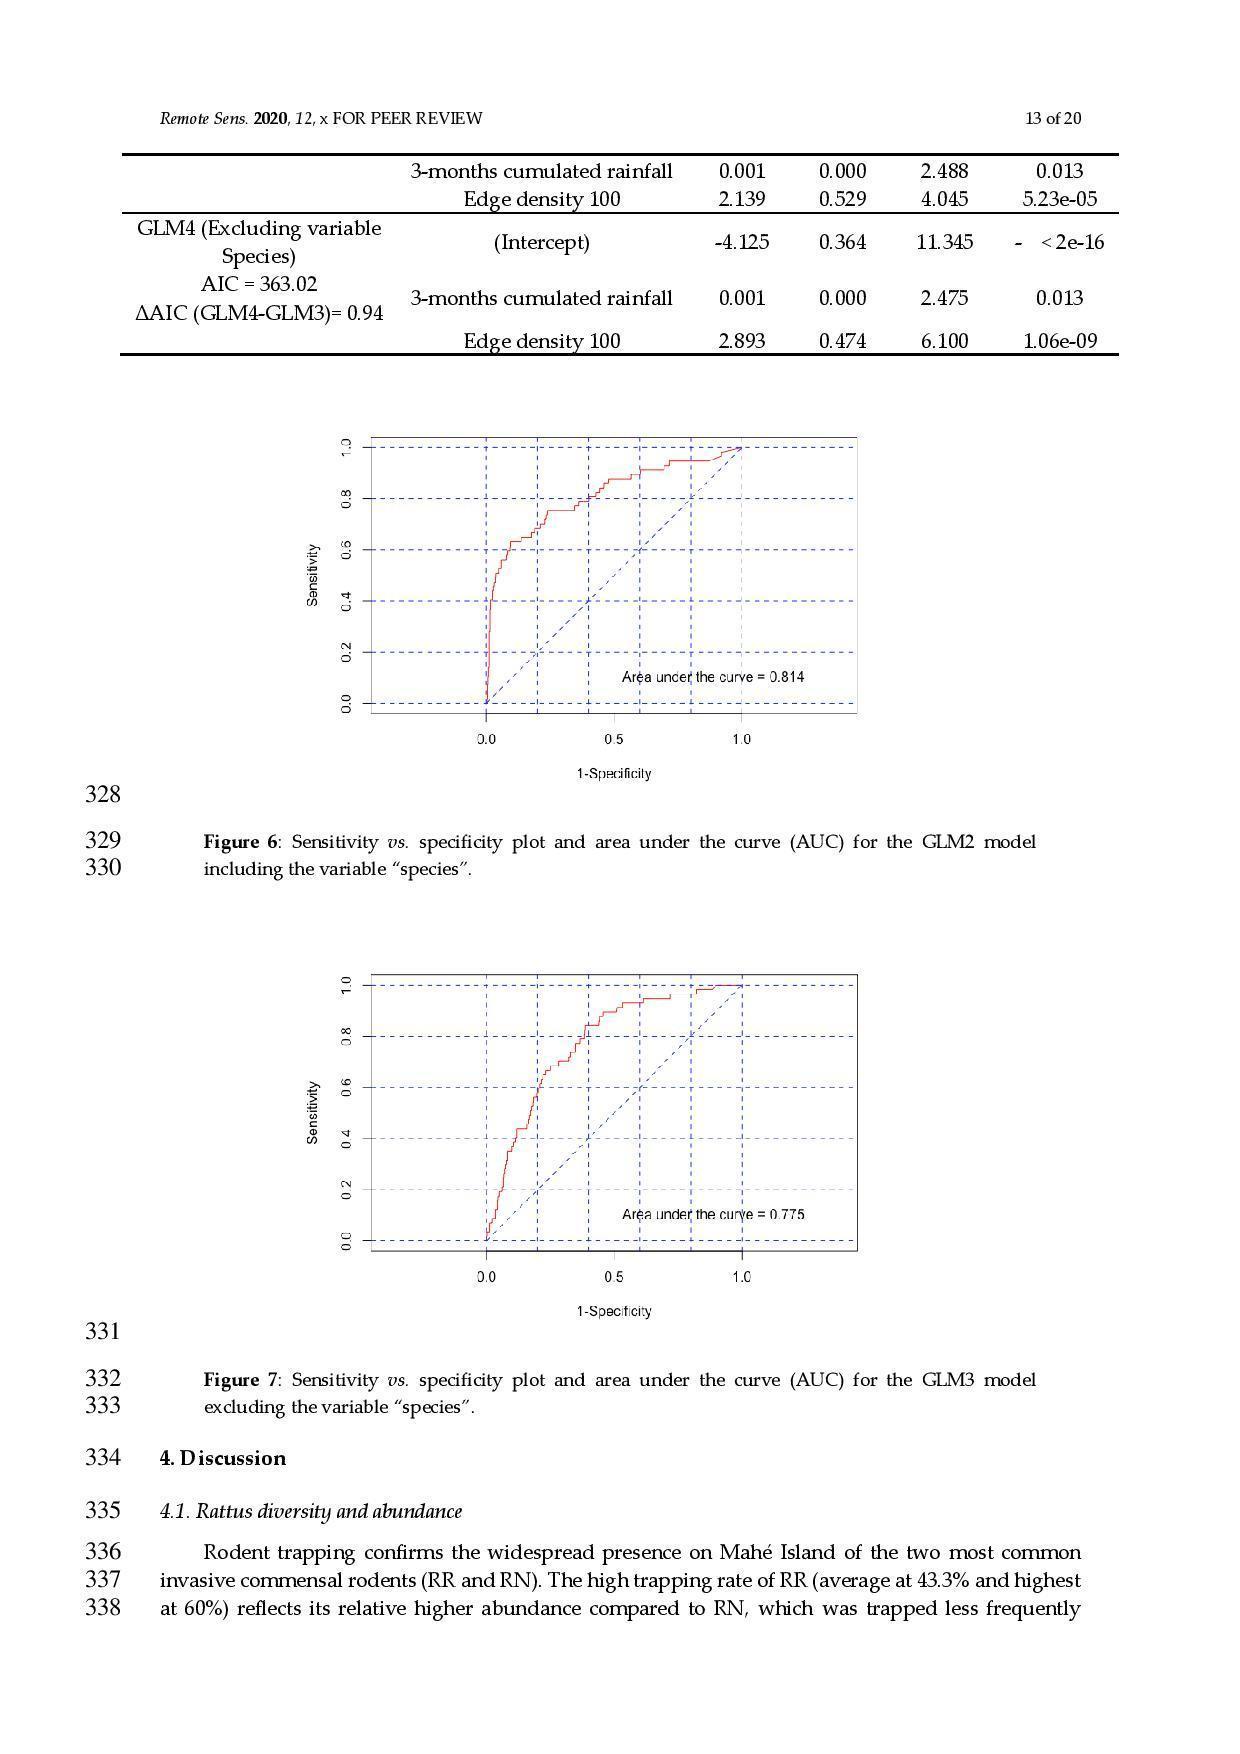 Remote Sens. 2020, 12, x FOR PEER REVIEW 13 of 20
3-months cumulated rainfall 0.001 0.000 2.488 0.013
Edge density 100 2.139 0.529 4.045 5.23e-05
GLM4 (Excluding variable
Species)
(Intercept) -4.125 0.364 11.345 - < 2e-16
AIC = 363.02
ΔAIC (GLM4-GLM3)= 0.94
3-months cumulated rainfall 0.001 0.000 2.475 0.013
Edge density 100 2.893 0.474 6.100 1.06e-09
1.0
0.8
0.6
0.4
0.2
0.0
Sensitivity
Area under the curve = 0.814
0.0 0.5 1.0
1-Specificity
328
329 Figure 6: Sensitivity vs. specificity plot and area under the curve (AUC) for the GLM2 model
330 including the variable “species”.
1.0
0.8
0.6
0.4
0.2
0.0
Sensitivity
Area under the curve = 0.775
0.0 0.5 1.0
1-Specificity
331
332 Figure 7: Sensitivity vs. specificity plot and area under the curve (AUC) for the GLM3 model
333 excluding the variable “species”.
334 4. Discussion
335 4.1. Rattus diversity and abundance
336 Rodent trapping confirms the widespread presence on Mahé Island of the two most common
337 invasive commensal rodents (RR and RN). The high trapping rate of RR (average at 43.3% and highest
338 at 60%) reflects its relative higher abundance compared to RN, which was trapped less frequently